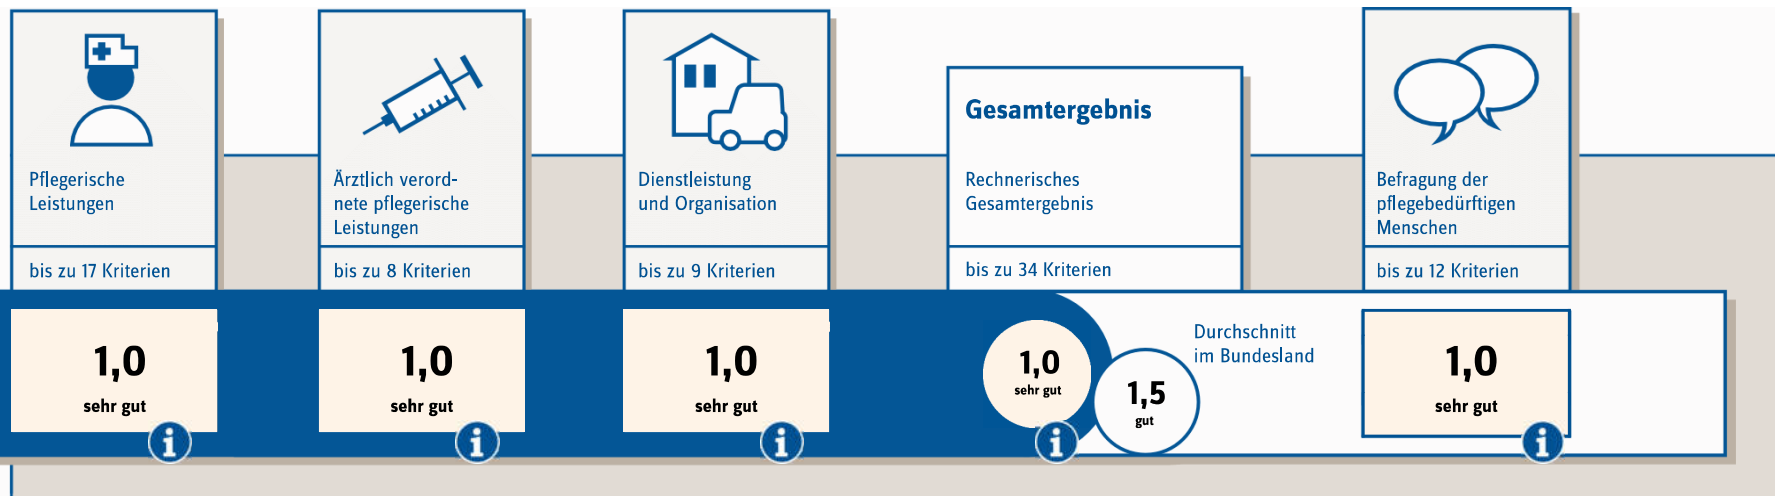 Pflegerische
Leistungen
bis zu 17 Kriterien
1,0
sehr gut
Ärztlich verord-
nete pflegerische
Leistungen
bis zu 8 Kriterien
1,0
sehr gut
Dienstleistung
und Organisation
bis zu 9 Kriterien
1,0
sehr gut
Gesamtergebnis
Rechnerisches
Gesamtergebnis
bis zu 34 Kriterien
1,0
sehr gut
1,5
gut
Durchschnitt
im Bundesland
Befragung der
pflegebedürftigen
Menschen
bis zu 12 Kriterien
1,0
sehr gut